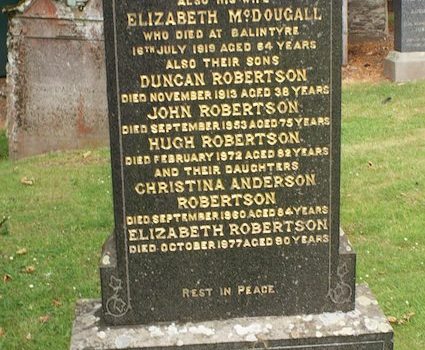 ALSO HIS WIFE
ELIZABETH McDOUGALL
WHO DIED AT BALINTYRE
16TH JULY 1919 AGED 64 YEARS
ALSO THEIR SONS
DUNCAN ROBERTSON
DIED NOVEMBER 1913 AGED 38 YEARS
JOHN ROBERTSON
DIED SEPTEMBER 1953 AGED 75 YEARS
HUGH ROBERTSON
DIED FEBRUARY 1972 AGED 82 YEARS
AND THEIR DAUGHTERS
CHRISTINA ANDERSON
ROBERTSON
DIED SEPTEMBER 1960 AGED 84 YEARS
ELIZABETH ROBERTSON
DIED OCTOBER 1977 AGED 90 YEARS
REST IN PEACE